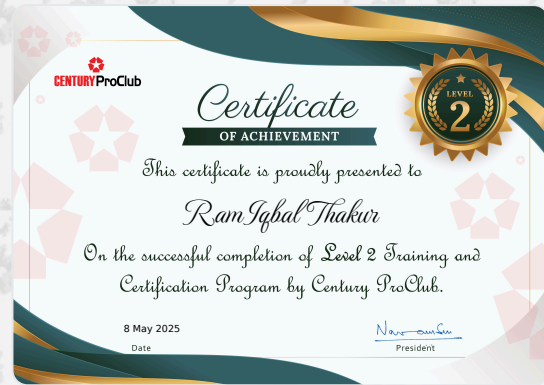 CENTURY ProClub
Certificate
OF ACHIEVEMENT
LEVEL
2
This certificate is proudly presented to
Ram Iqbal Thakur
On the successful completion of Level 2 Training and
Certification Program by Century ProClub.
8 May 2025
Date
President